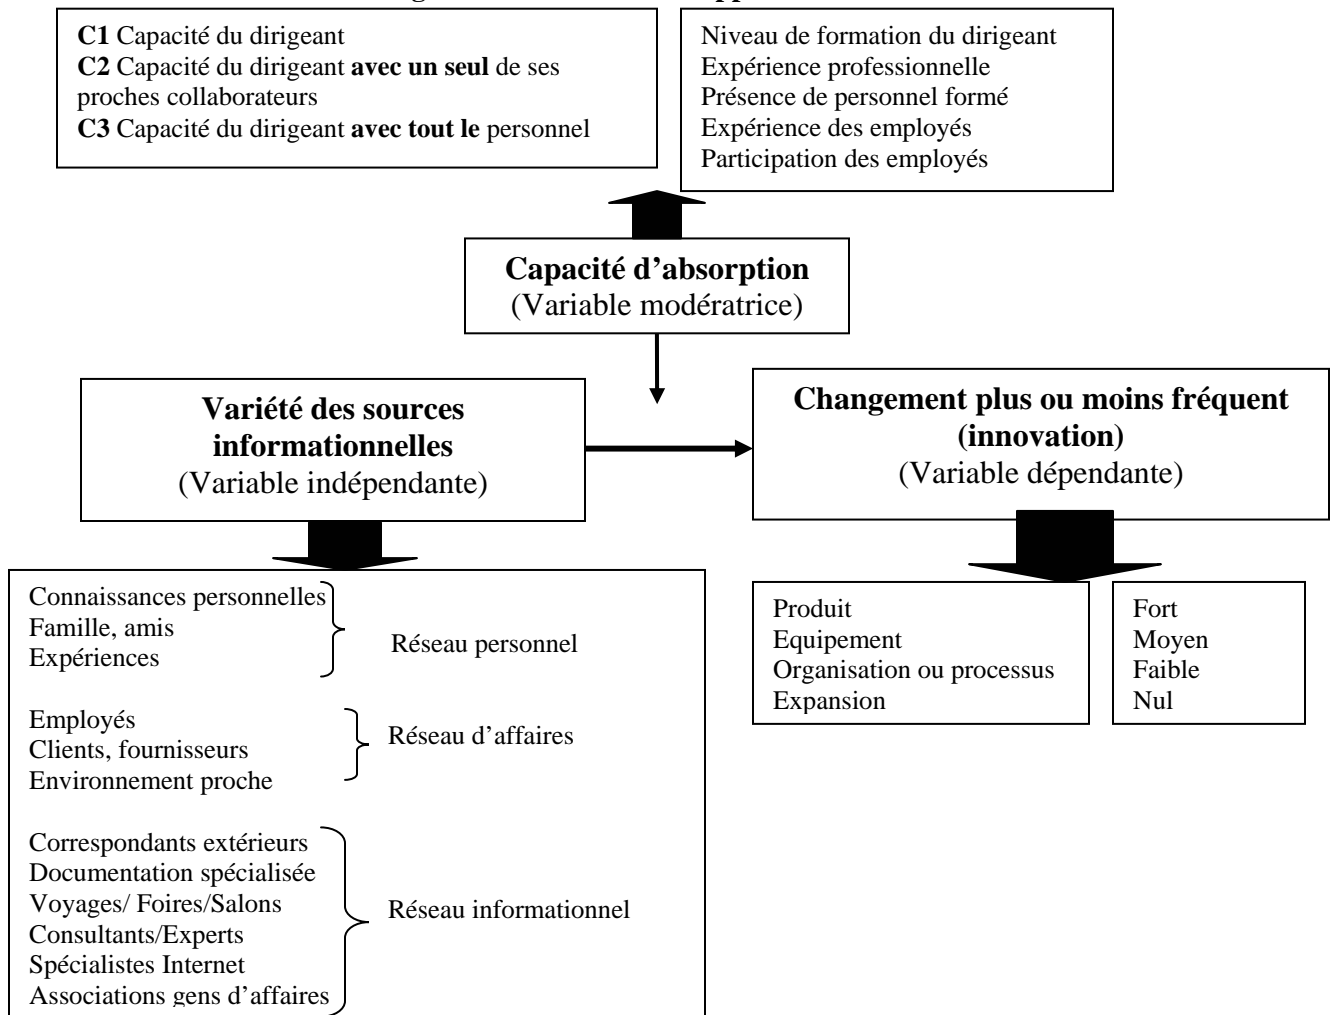 C1 Capacité du dirigeant
C2 Capacité du dirigeant avec un seul de ses
proches collaborateurs
C3 Capacité du dirigeant avec tout le personnel
Niveau de formation du dirigeant
Expérience professionnelle
Présence de personnel formé
Expérience des employés
Participation des employés
Capacité d’absorption
(Variable modératrice)
Variété des sources
informationnelles
(Variable indépendante)
Changement plus ou moins fréquent
(innovation)
(Variable dépendante)
Connaissances personnelles
Famille, amis
Expériences
Réseau personnel
Employés
Clients, fournisseurs
Environnement proche
Réseau d’affaires
Correspondants extérieurs
Documentation spécialisée
Voyages/ Foires/Salons
Consultants/Experts
Spécialistes Internet
Associations gens d’affaires
Réseau informationnel
Produit
Equipement
Organisation ou processus
Expansion
Fort
Moyen
Faible
Nul